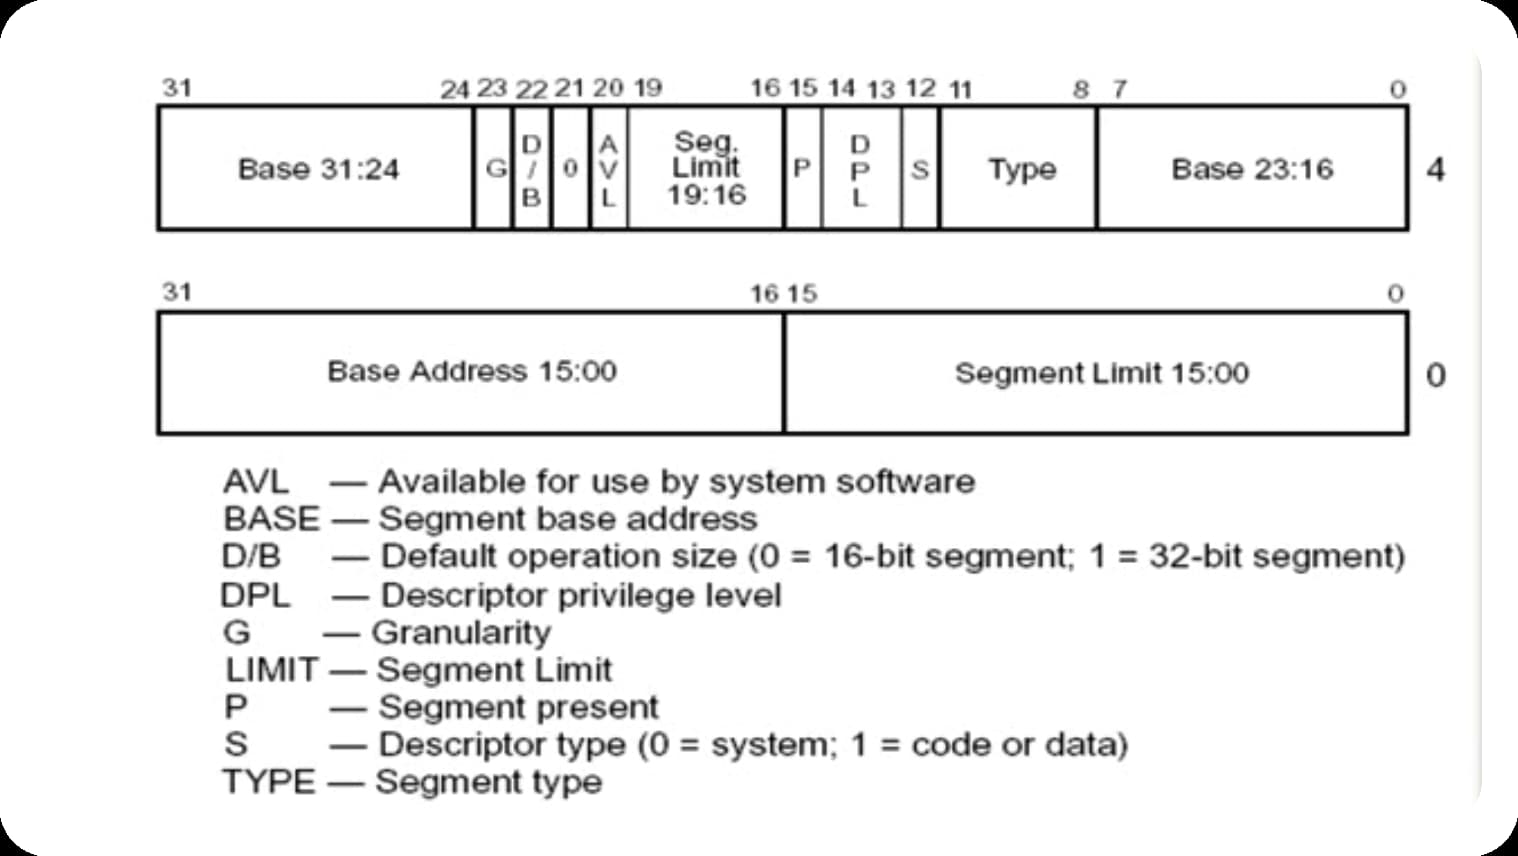 31 24 23 22 21 20 19 16 15 14 13 12 11 8 7 0
Base 31:24 G D/B 0 AVL Seg. Limit 19:16 P DPL S Type Base 23:16 4
31 16 15 0
Base Address 15:00 Segment Limit 15:00 0
AVL — Available for use by system software
BASE — Segment base address
D/B — Default operation size (0 = 16-bit segment; 1 = 32-bit segment)
DPL — Descriptor privilege level
G — Granularity
LIMIT — Segment Limit
P — Segment present
S — Descriptor type (0 = system; 1 = code or data)
TYPE — Segment type